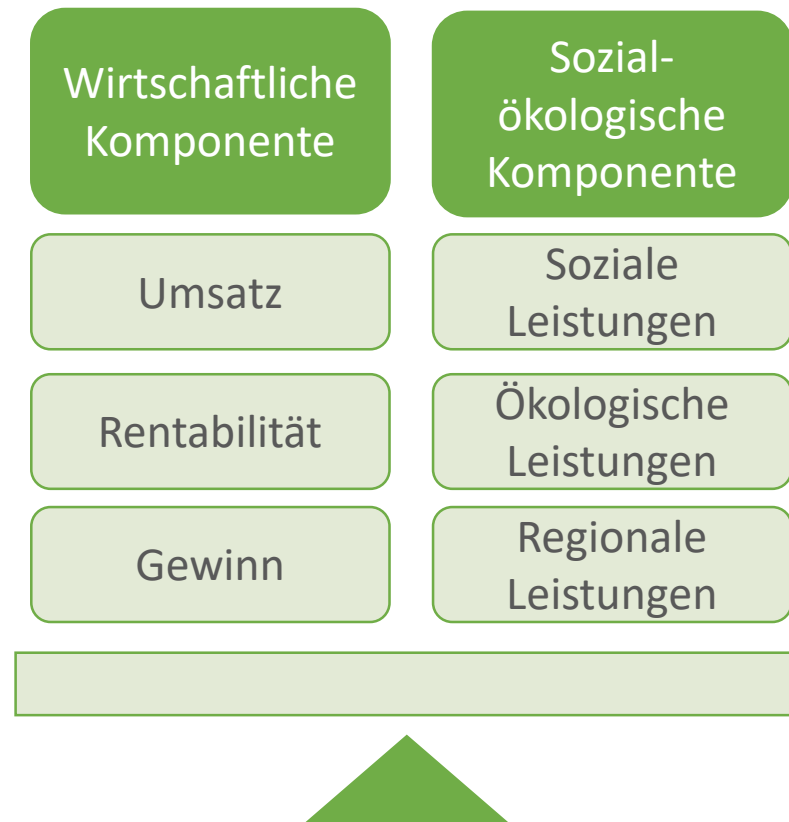 Wirtschaftliche
Komponente
Umsatz
Rentabilität
Gewinn
Sozial-
ökologische
Komponente
Soziale
Leistungen
Ökologische
Leistungen
Regionale
Leistungen